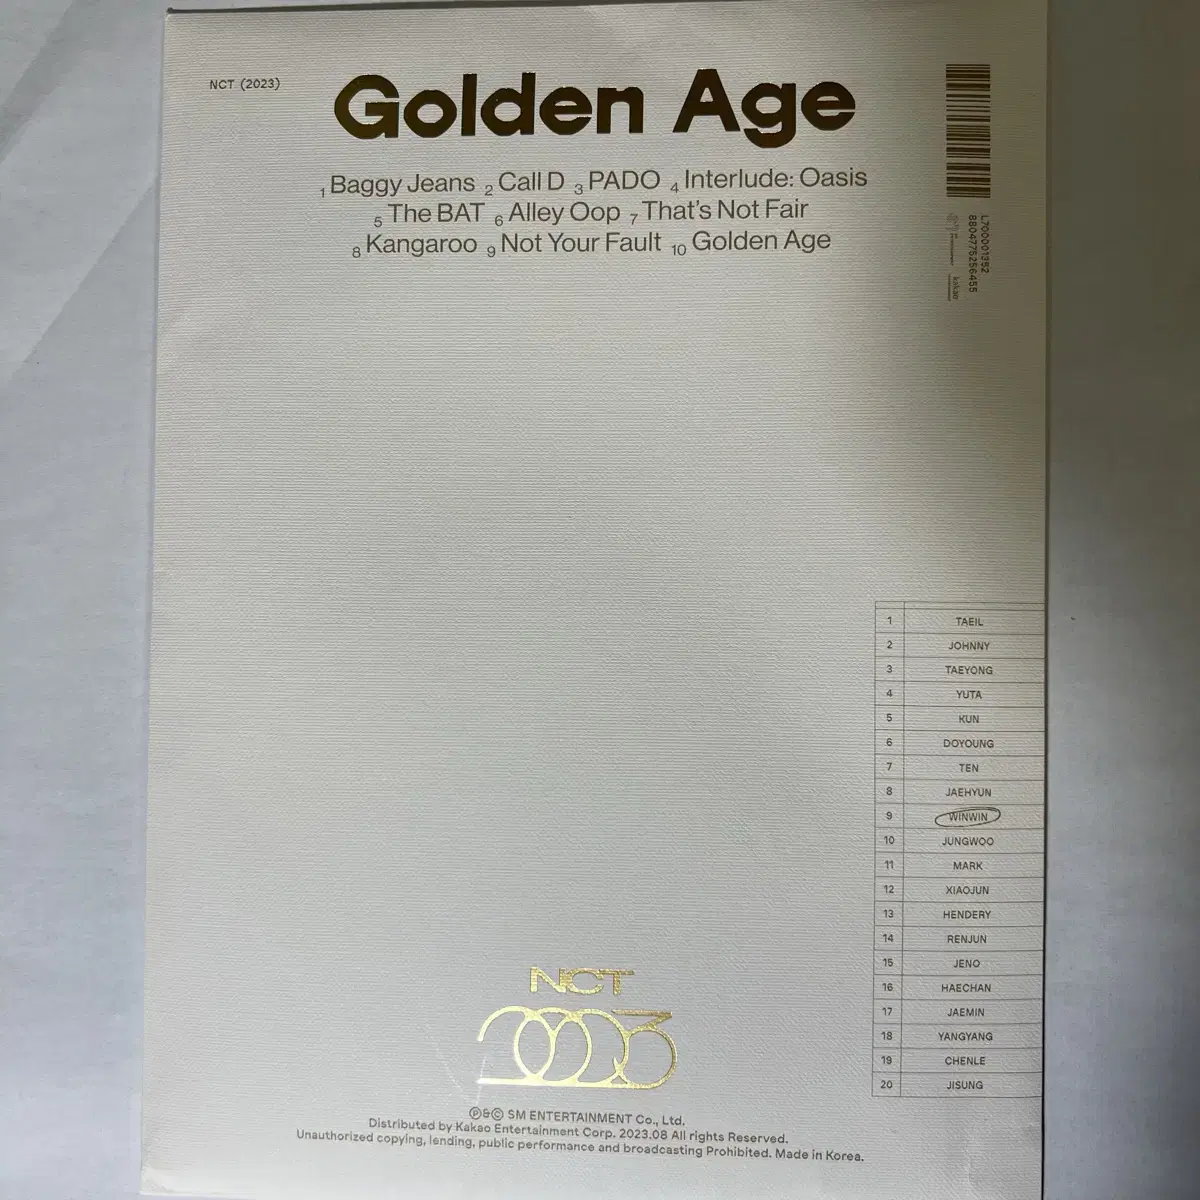 NCT (2023)
Golden Age
1 Baggy Jeans 2 Call D 3 PADO 4 Interlude: Oasis
5 The BAT 6 Alley Oop 7 That's Not Fair
8 Kangaroo 9 Not Your Fault 10 Golden Age
L700001352
8804775256455
kakao
1 TAEIL
2 JOHNNY
3 TAEYONG
4 YUTA
5 KUN
6 DOYOUNG
7 TEN
8 JAEHYUN
9 WINWIN
10 JUNGWOO
11 MARK
12 XIAOJUN
13 HENDERY
14 RENJUN
15 JENO
16 HAECHAN
17 JAEMIN
18 YANGYANG
19 CHENLE
20 JISUNG
NCT
2023
Ⓟ&© SM ENTERTAINMENT Co., Ltd.
Distributed by Kakao Entertainment Corp. 2023.08 All rights Reserved.
Unauthorized copying, lending, public performance and broadcasting Prohibited. Made in Korea.